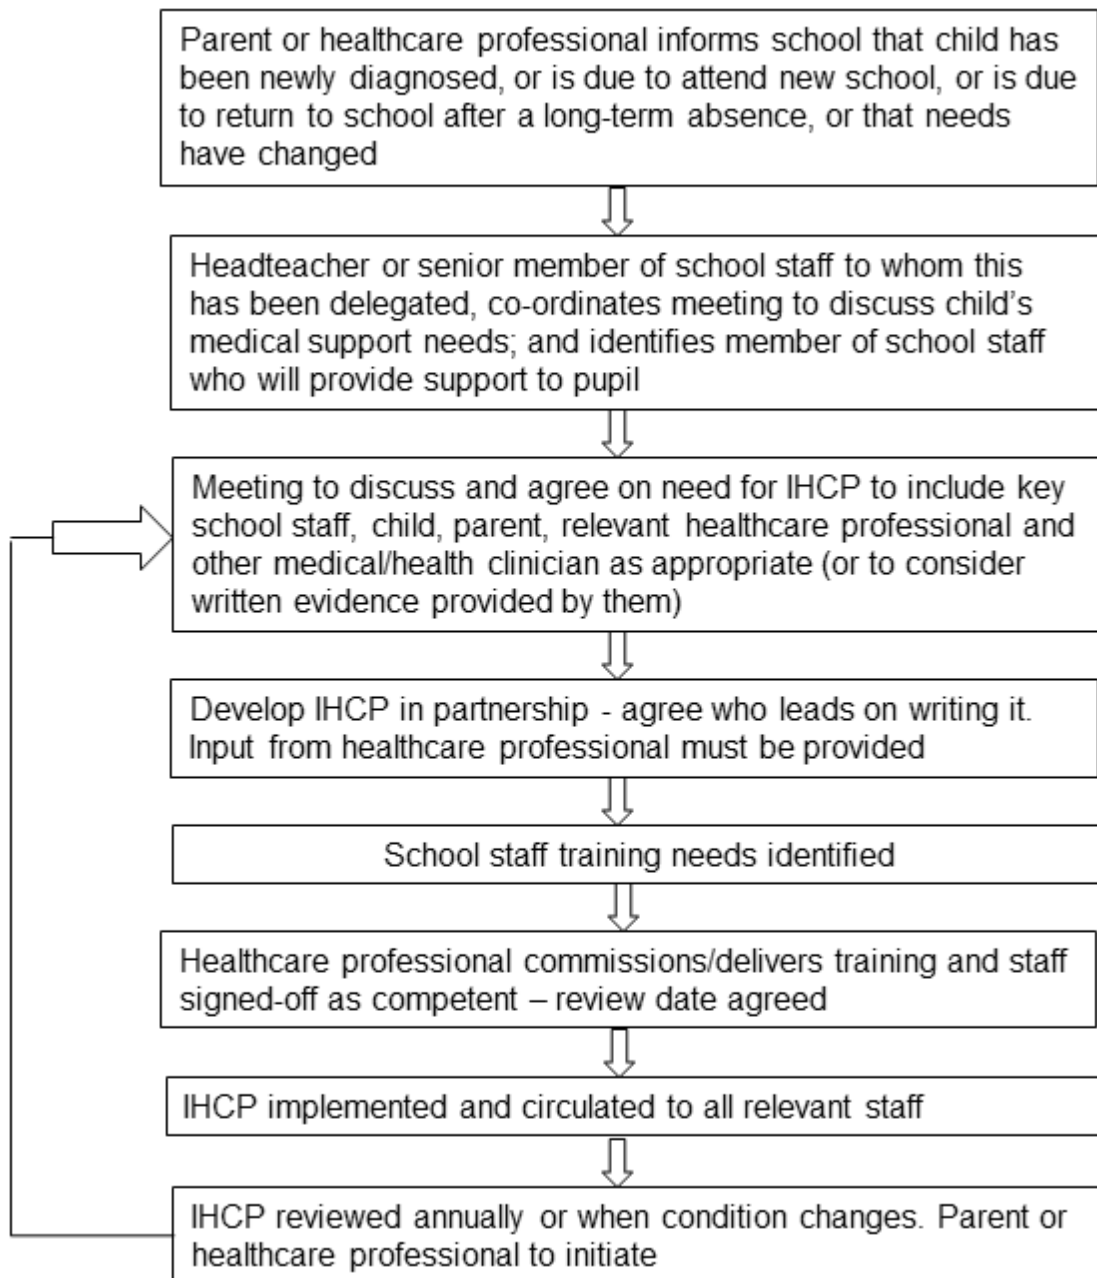 Parent or healthcare professional informs school that child has
been newly diagnosed, or is due to attend new school, or is due
to return to school after a long-term absence, or that needs
have changed
Headteacher or senior member of school staff to whom this
has been delegated, co-ordinates meeting to discuss child's
medical support needs; and identifies member of school staff
who will provide support to pupil
Meeting to discuss and agree on need for IHCP to include key
school staff, child, parent, relevant healthcare professional and
other medical/health clinician as appropriate (or to consider
written evidence provided by them)
Develop IHCP in partnership - agree who leads on writing it.
Input from healthcare professional must be provided
School staff training needs identified
Healthcare professional commissions/delivers training and staff
signed-off as competent – review date agreed
IHCP implemented and circulated to all relevant staff
IHCP reviewed annually or when condition changes. Parent or
healthcare professional to initiate